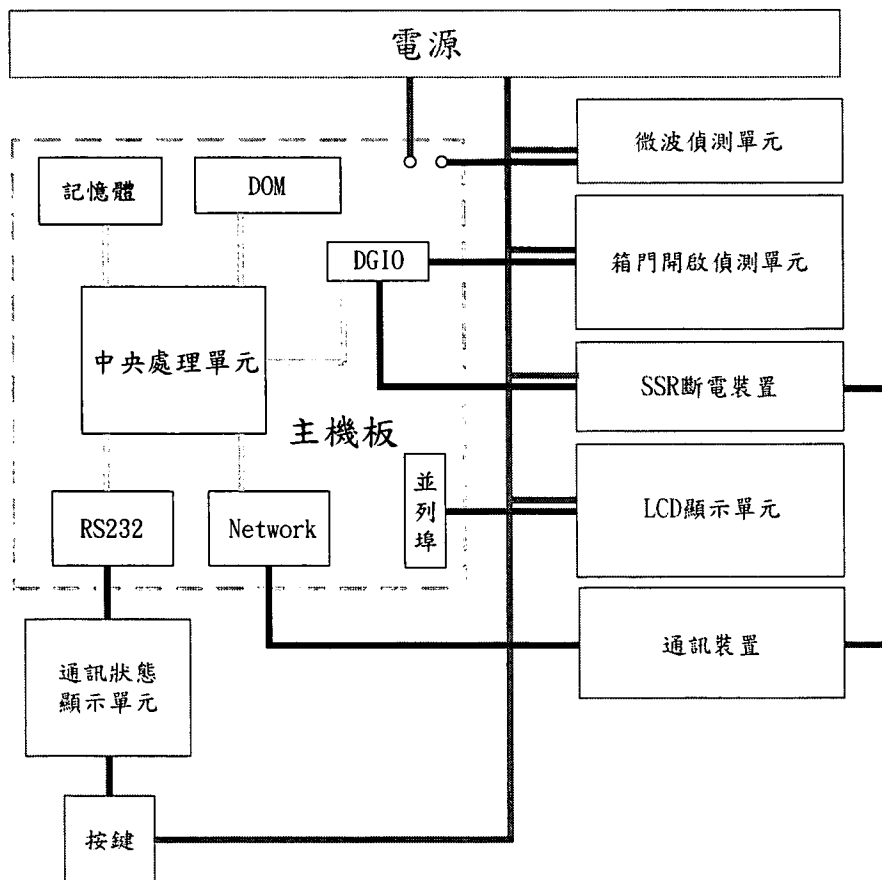 電源
微波偵測單元
記憶體
DOM
DGIO
箱門開啟偵測單元
中央處理單元
SSR斷電裝置
主機板
並
列
埠
LCD顯示單元
RS232
Network
通訊裝置
通訊狀態
顯示單元
按鍵